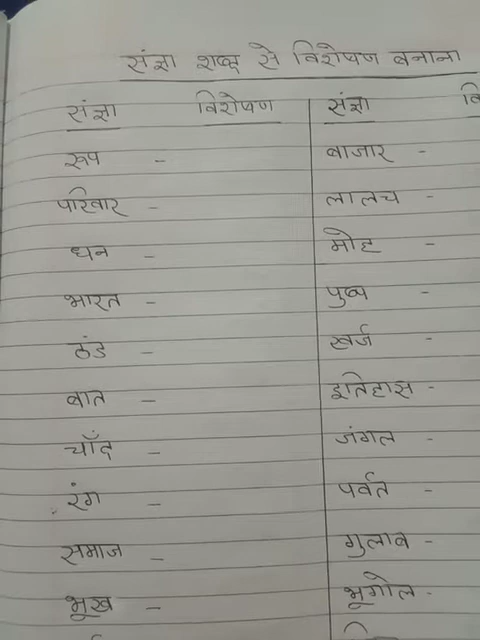 संज्ञा शब्द से विशेषण बनाना
संज्ञा विशेषण संज्ञा वि
रूप - बाजार -
परिवार - लालच -
धन - मोह -
भारत - पुष्प -
ठंड - खर्ज -
बात - इतिहास -
चाँद - जंगल -
रंग - पर्वत -
समाज - गुलाब -
भूख - भूगोल -